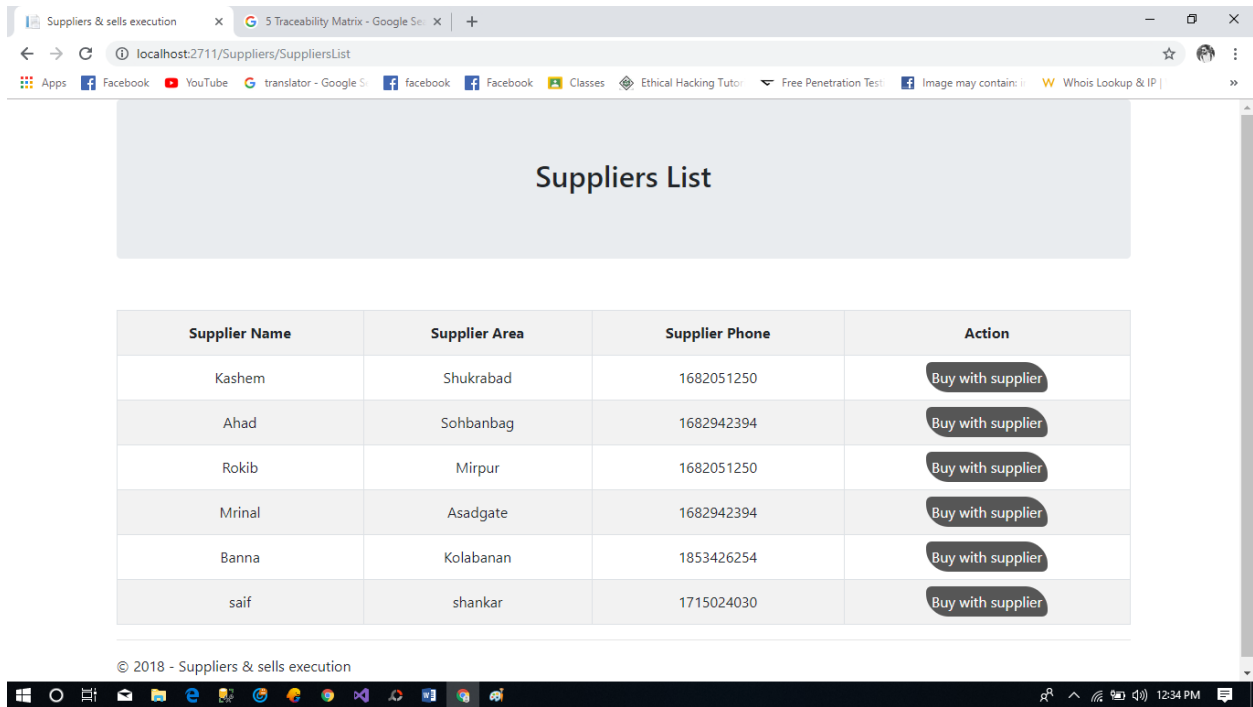 Suppliers & sells execution
5 Traceability Matrix - Google Se
localhost:2711/Suppliers/SuppliersList
Apps Facebook YouTube translator - Google S facebook Facebook Classes Ethical Hacking Tutor Free Penetration Test Image may contain: Whois Lookup & IP |
Suppliers List
Supplier Name Supplier Area Supplier Phone Action
Kashem Shukrabad 1682051250 Buy with supplier
Ahad Sohbanbag 1682942394 Buy with supplier
Rokib Mirpur 1682051250 Buy with supplier
Mrinal Asadgate 1682942394 Buy with supplier
Banna Kolabanan 1853426254 Buy with supplier
saif shankar 1715024030 Buy with supplier
© 2018 - Suppliers & sells execution
12:34 PM